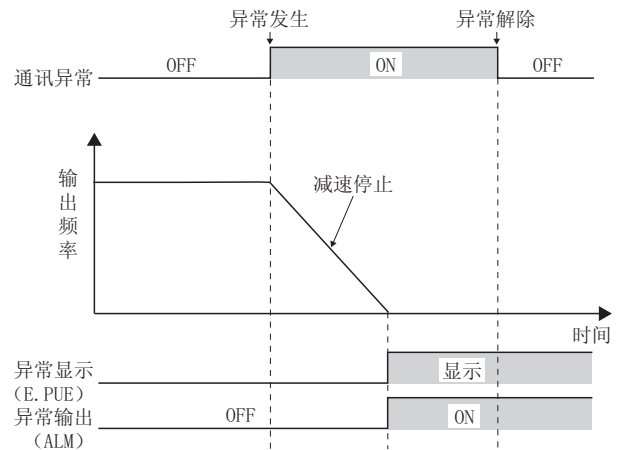 异常发生
异常解除
通讯异常
OFF
ON
OFF
输出频率
减速停止
时间
异常显示
(E.PUE)
显示
异常输出
(ALM)
OFF
ON